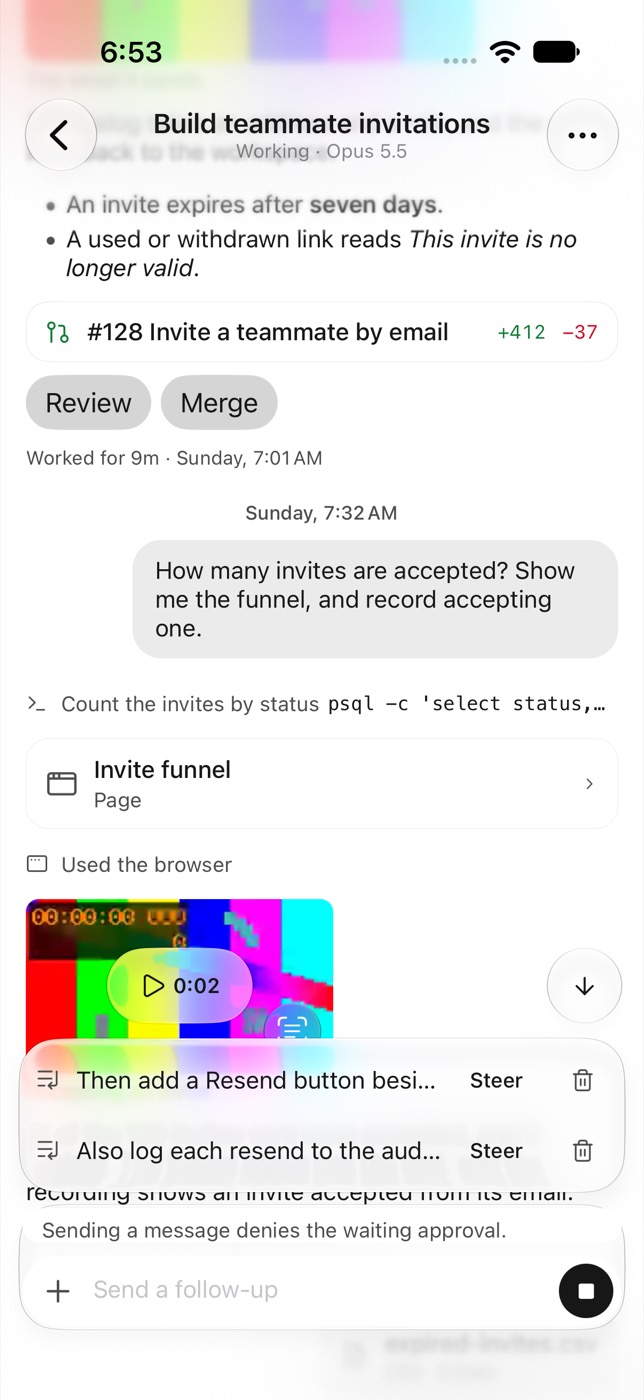 6:53
Build teammate invitations
Working · Opus 5.5
An invite expires after seven days.
A used or withdrawn link reads This invite is no
longer valid.
#128 Invite a teammate by email +412 −37
Review Merge
Worked for 9m · Sunday, 7:01 AM
Sunday, 7:32 AM
How many invites are accepted? Show
me the funnel, and record accepting
one.
Count the invites by status psql -c 'select status,…
Invite funnel
Page
Used the browser
00:00:00
0:02
Then add a Resend button besi... Steer
Also log each resend to the aud... Steer
recording shows an invite accepted from its email.
Sending a message denies the waiting approval.
Send a follow-up
expired-invites.csv